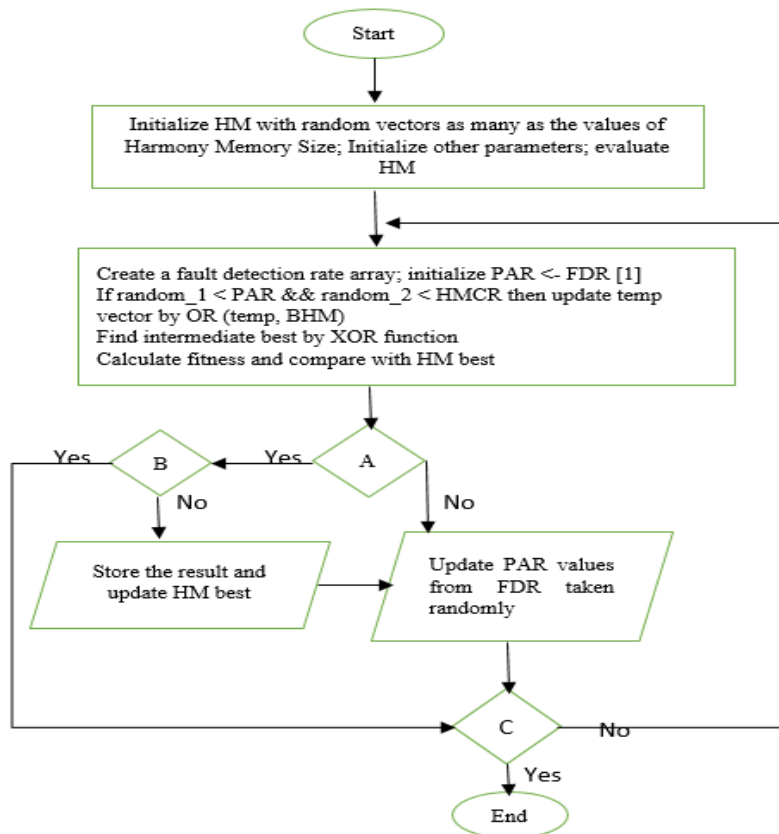 Start
Initialize HM with random vectors as many as the values of
Harmony Memory Size; Initialize other parameters; evaluate
HM
Create a fault detection rate array; initialize PAR <- FDR [1]
If random_1 < PAR && random_2 < HMCR then update temp
vector by OR (temp, BHM)
Find intermediate best by XOR function
Calculate fitness and compare with HM best
Yes
B
Yes
A
No
No
Store the result and
update HM best
Update PAR values
from FDR taken
randomly
C
No
Yes
End